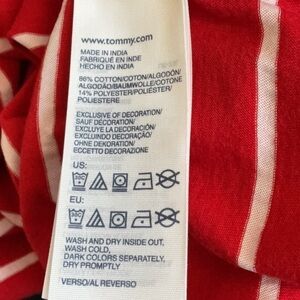 www.tommy.com
MADE IN INDIA
FABRIQUÉ EN INDE
HECHO EN INDIA
86% COTTON/COTON/ALGODÓN/
ALGODÃO/BAUMWOLLE/COTONE
14% POLYESTER/POLIÉSTER/
POLIESTERE
EXCLUSIVE OF DECORATION/
SAUF DÉCORATION/
EXCLUYE LA DECORACIÓN/
EXCLUINDO DECORAÇÃO/
OHNE DEKORATION/
ECCETTO DECORAZIONE
US:
EU:
WASH AND DRY INSIDE OUT,
WASH COLD,
DARK COLORS SEPARATELY,
DRY PROMPTLY
VERSO/AL REVERSO